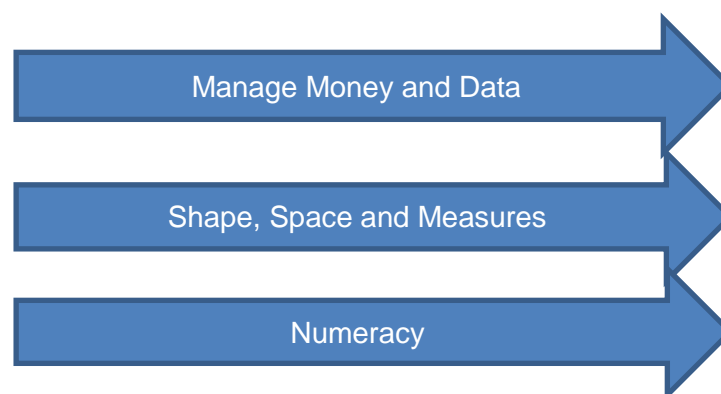 Manage Money and Data
Shape, Space and Measures
Numeracy